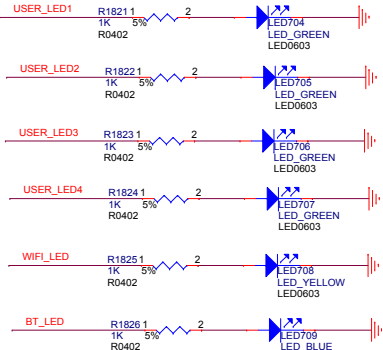 USER_LED1
R1821 1 2
1K 5%
R0402
LED704
LED_GREEN
LED0603
USER_LED2
R1822 1 2
1K 5%
R0402
LED705
LED_GREEN
LED0603
USER_LED3
R1823 1 2
1K 5%
R0402
LED706
LED_GREEN
LED0603
USER_LED4
R1824 1 2
1K 5%
R0402
LED707
LED_GREEN
LED0603
WIFI_LED
R1825 1 2
1K 5%
R0402
LED708
LED_YELLOW
LED0603
BT_LED
R1826 1 2
1K 5%
R0402
LED709
LED_BLUE